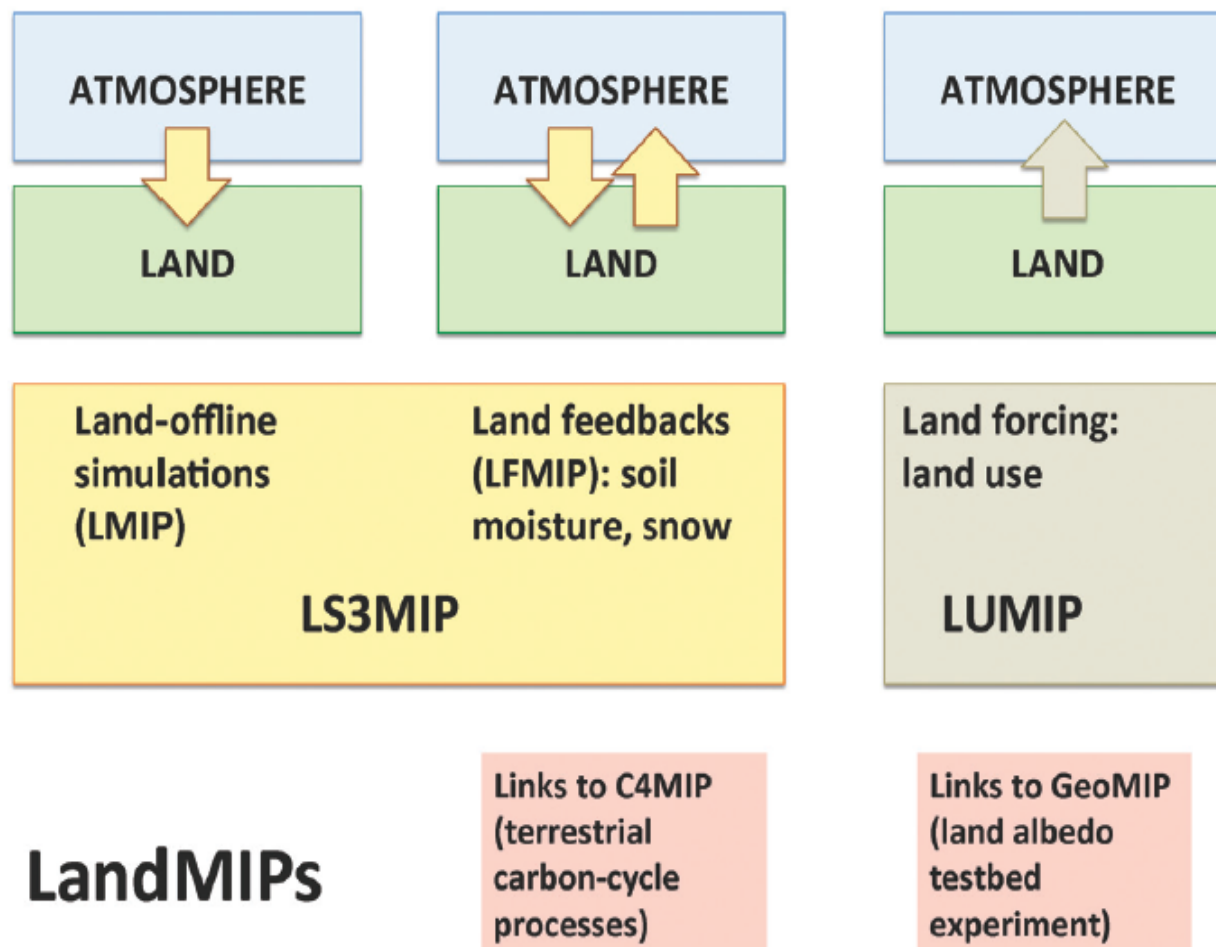 ATMOSPHERE
LAND
ATMOSPHERE
LAND
ATMOSPHERE
LAND
Land-offline
simulations
(LMIP)
Land feedbacks
(LFMIP): soil
moisture, snow
LS3MIP
Land forcing:
land use
LUMIP
LandMIPs
Links to C4MIP
(terrestrial
carbon-cycle
processes)
Links to GeoMIP
(land albedo
testbed
experiment)